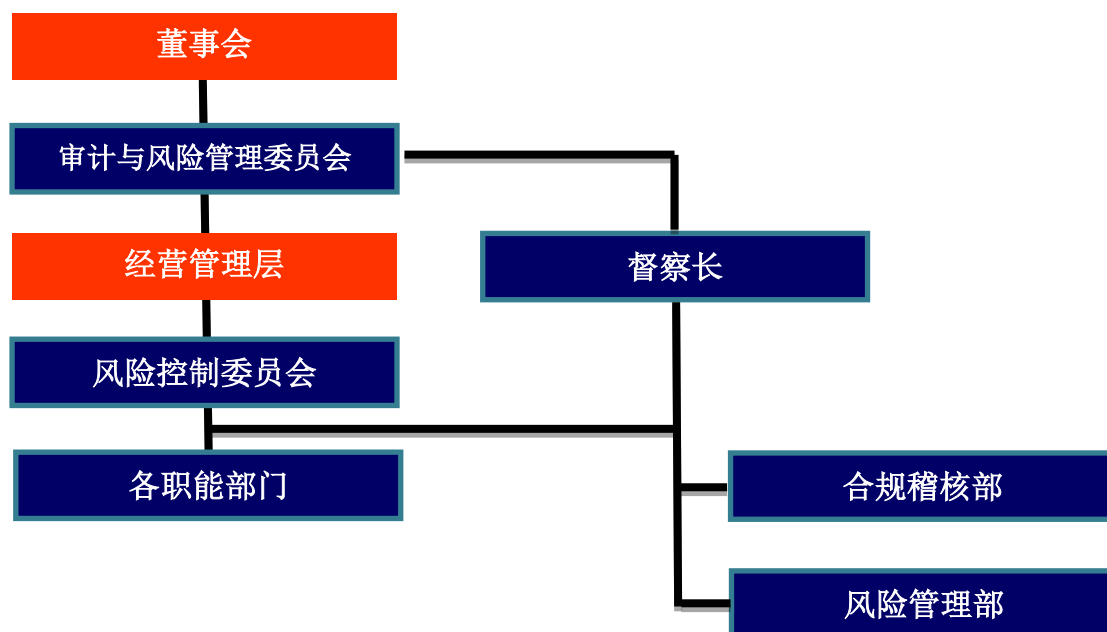 董事会
审计与风险管理委员会
经营管理层
督察长
风险控制委员会
各职能部门
合规稽核部
风险管理部